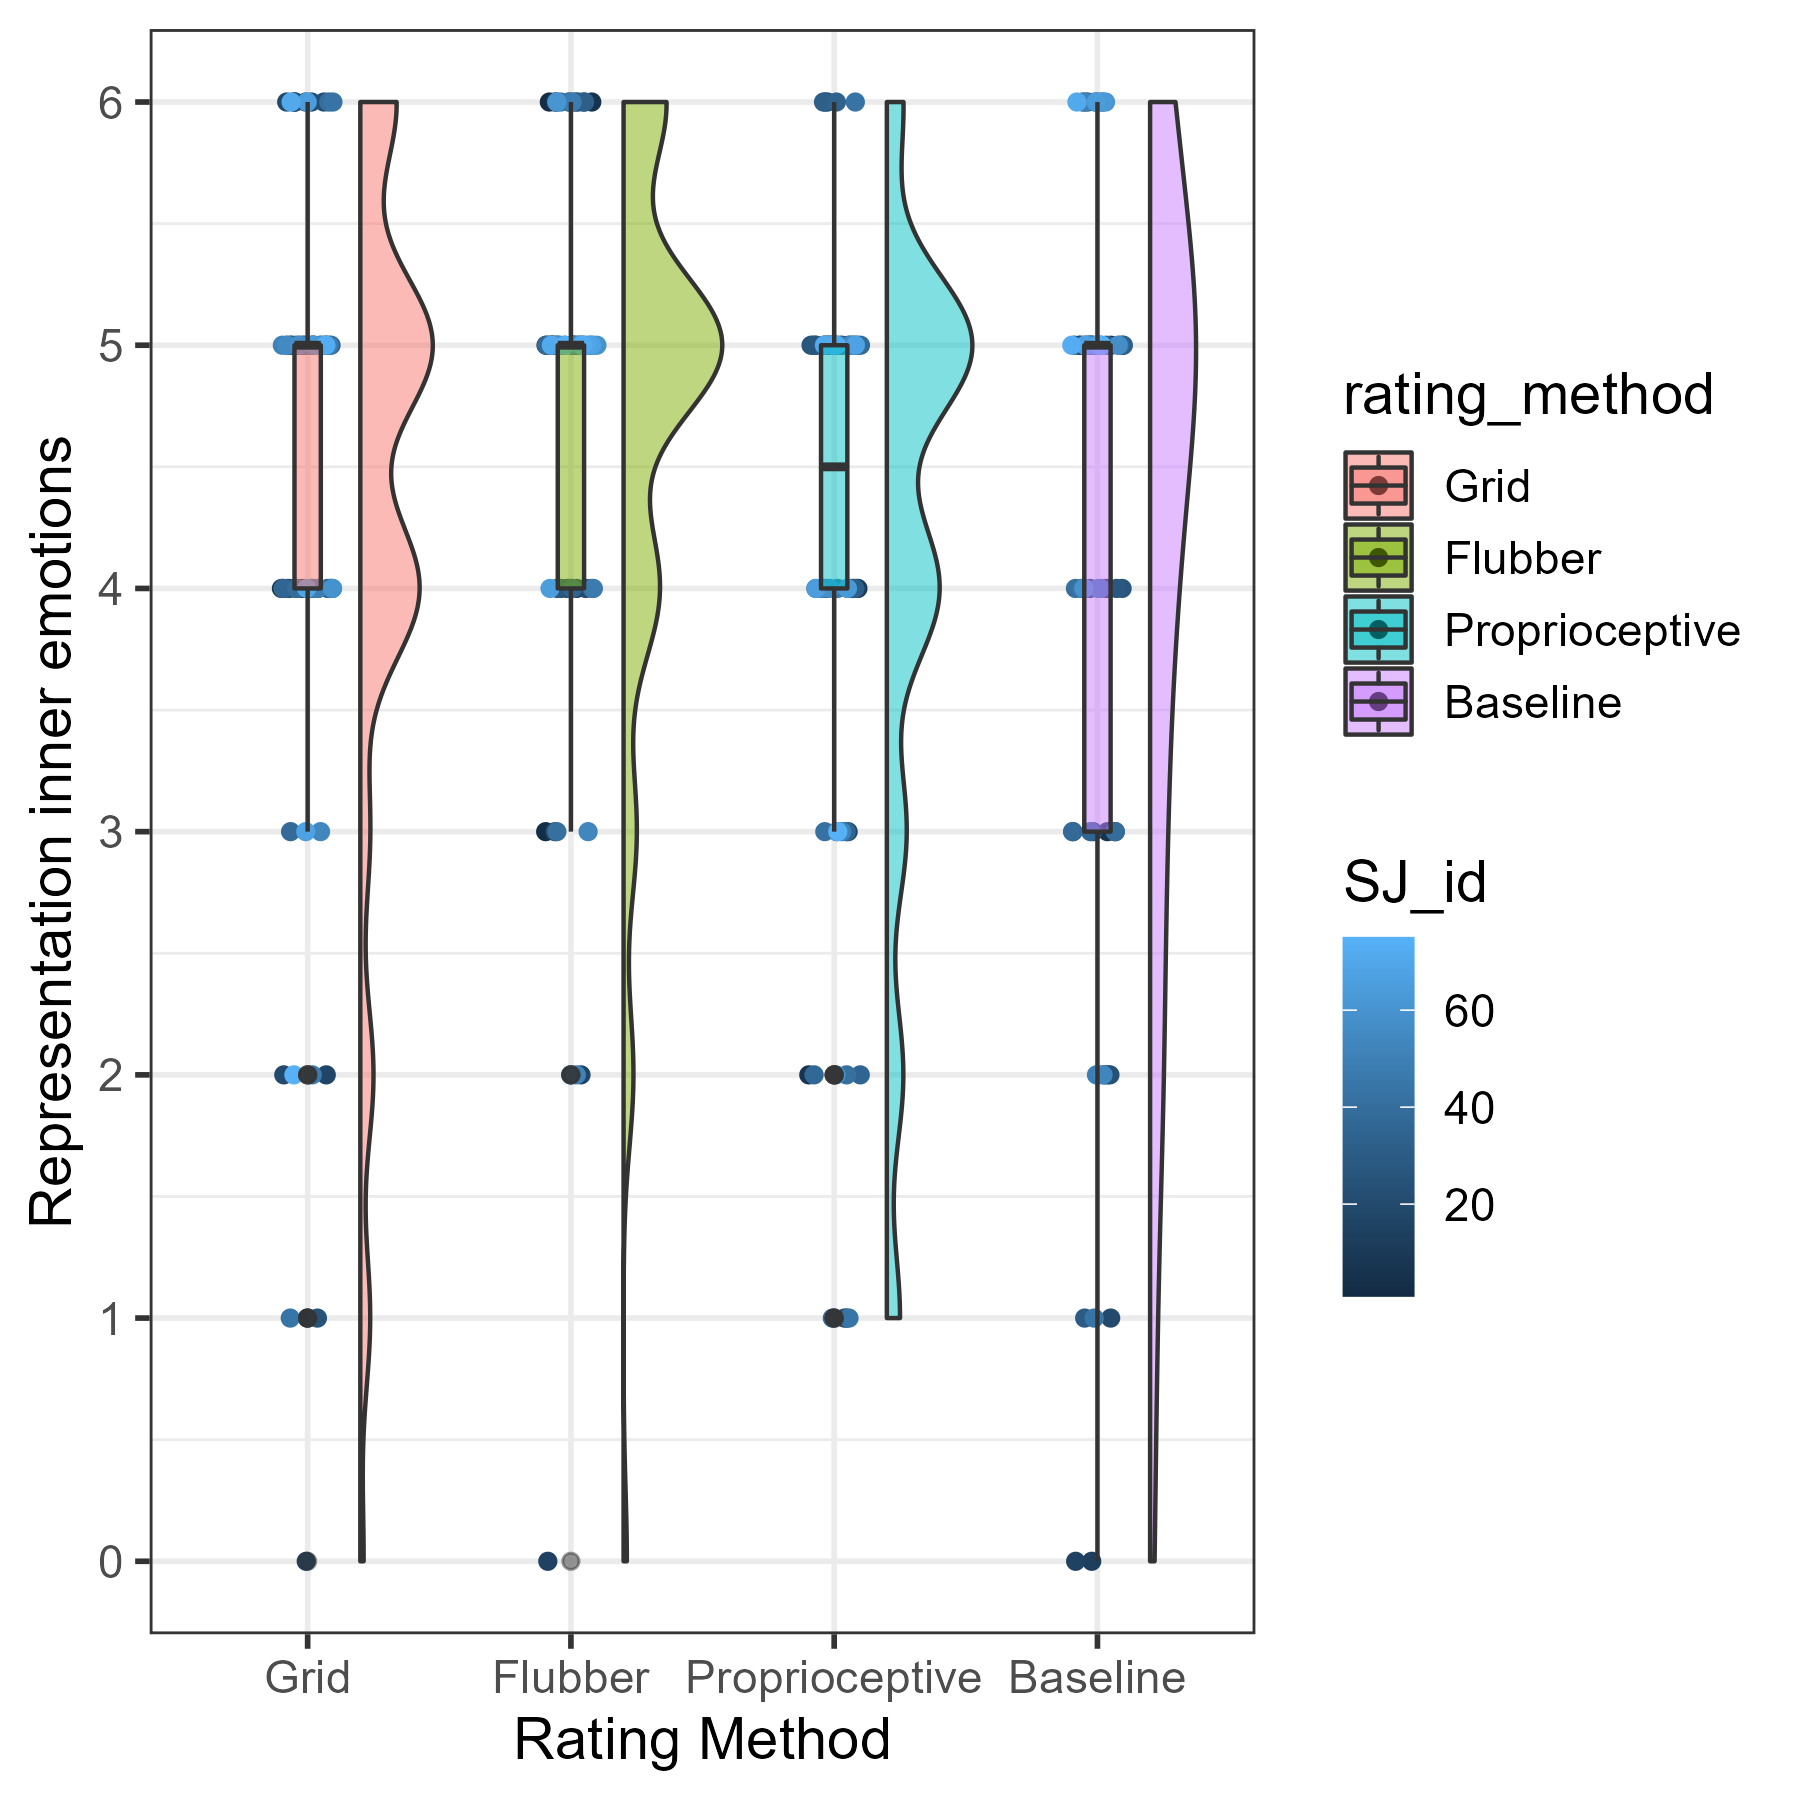 Representation inner emotions
6
5
4
3
2
1
0
Grid Flubber Proprioceptive Baseline
Rating Method
rating_method
Grid
Flubber
Proprioceptive
Baseline
SJ_id
60
40
20